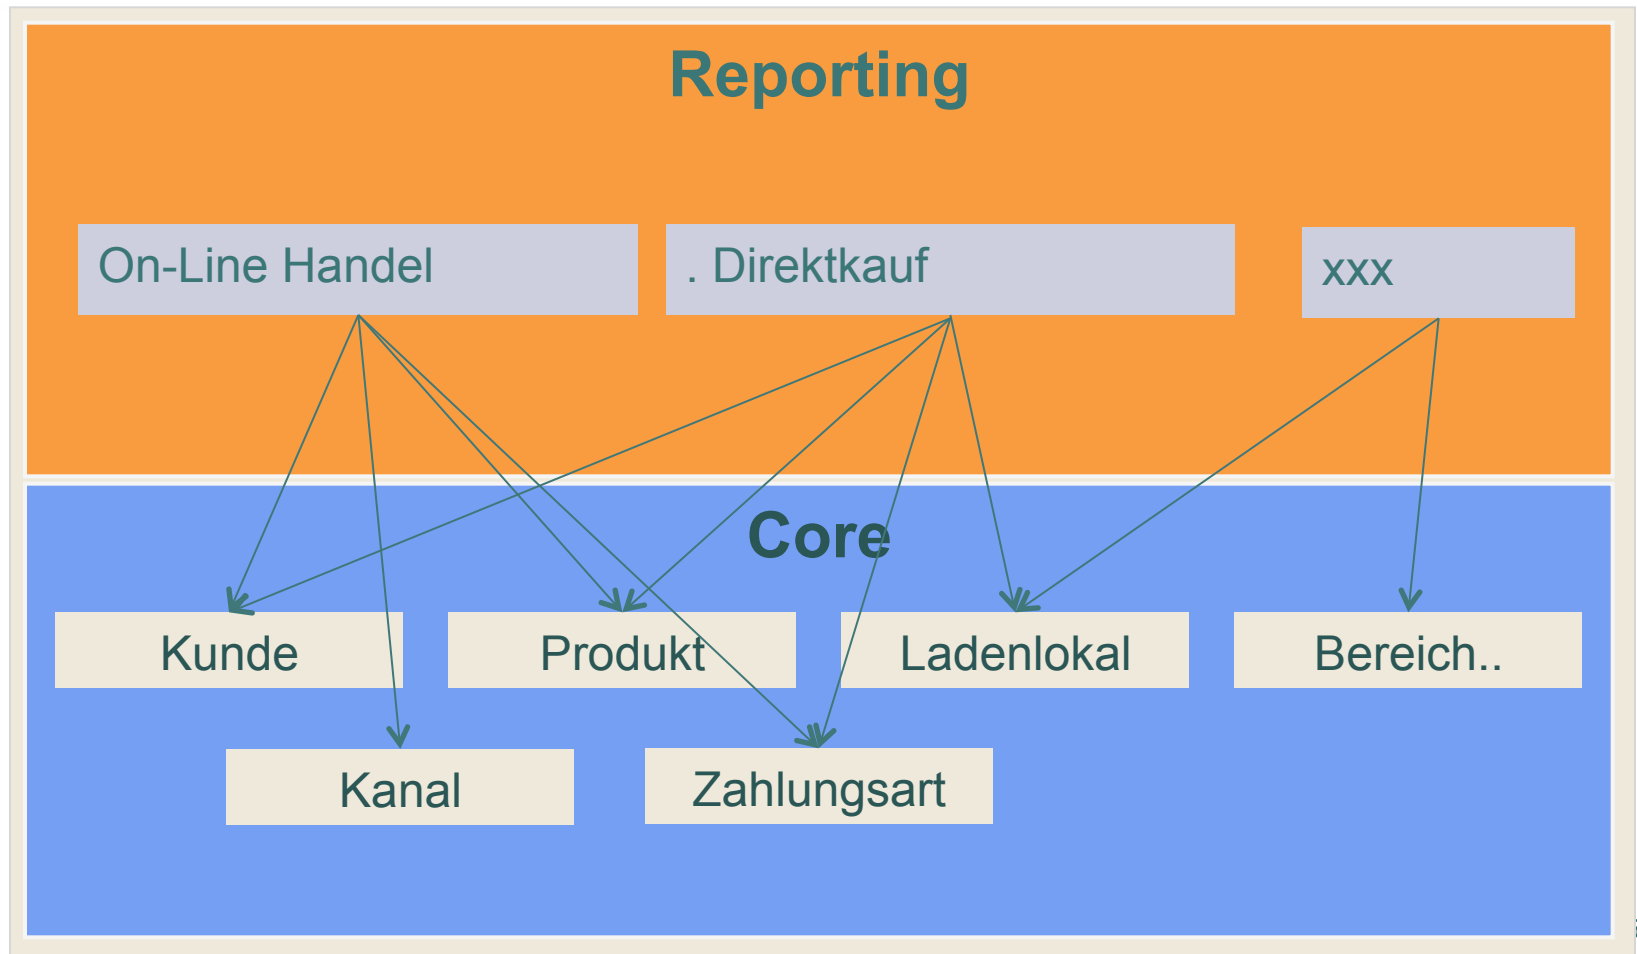 Reporting
On-Line Handel
. Direktkauf
xxx
Core
Kunde
Produkt
Ladenlokal
Bereich..
Kanal
Zahlungsart